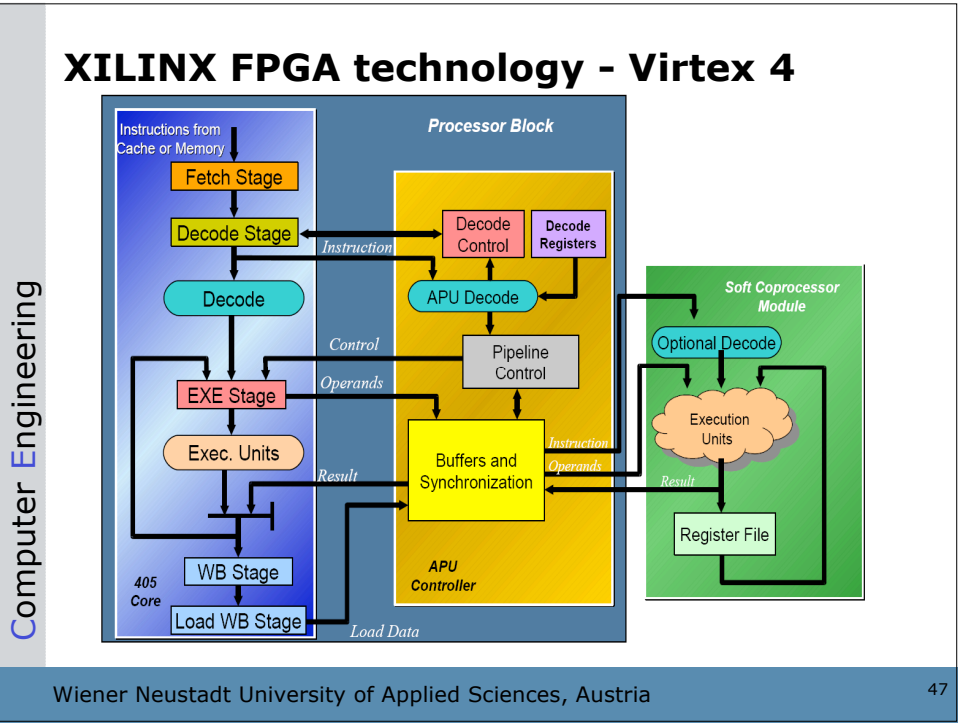 XILINX FPGA technology - Virtex 4
Computer Engineering
Processor Block
Instructions from
Cache or Memory
Fetch Stage
Decode Stage
Decode
EXE Stage
Exec. Units
WB Stage
Load WB Stage
405
Core
Instruction
Control
Operands
Result
Load Data
Decode
Control
Decode
Registers
APU Decode
Pipeline
Control
Buffers and
Synchronization
APU
Controller
Instruction
Operands
Result
Soft Coprocessor
Module
Optional Decode
Execution
Units
Register File
Wiener Neustadt University of Applied Sciences, Austria
47